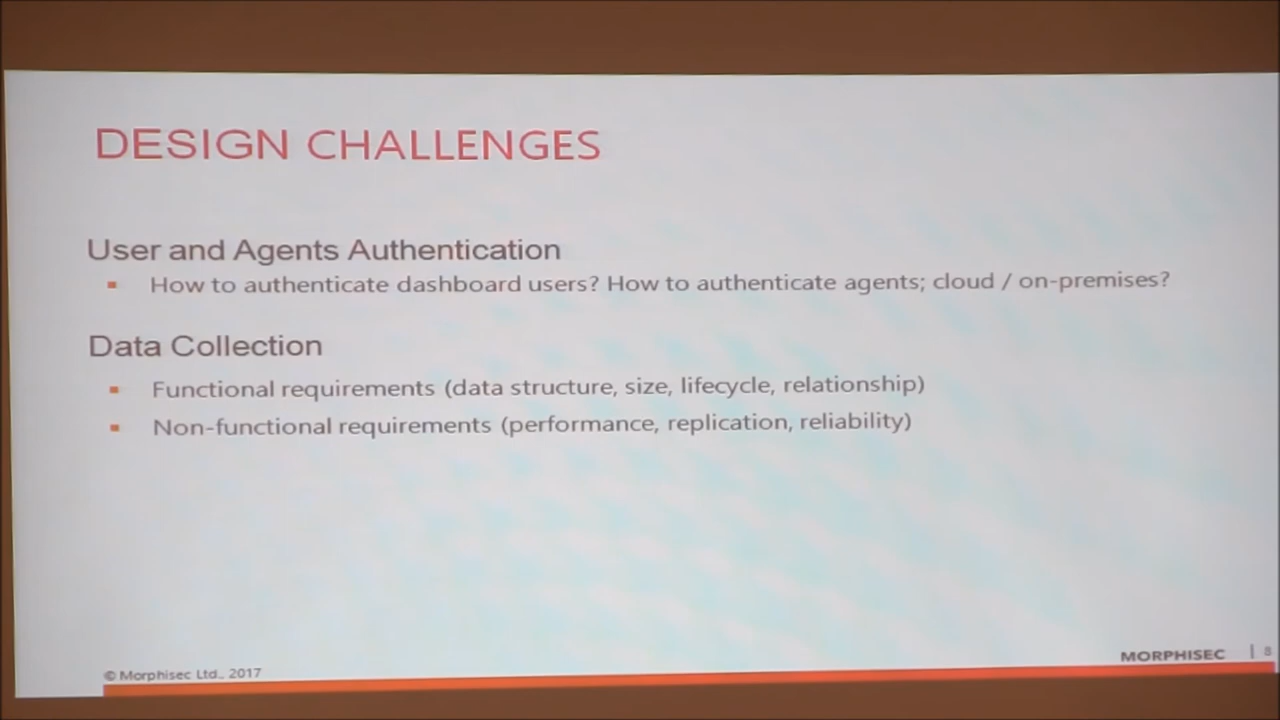 DESIGN CHALLENGES
User and Agents Authentication
▪ How to authenticate dashboard users? How to authenticate agents; cloud / on-premises?
Data Collection
▪ Functional requirements (data structure, size, lifecycle, relationship)
▪ Non-functional requirements (performance, replication, reliability)
© Morphisec Ltd., 2017
MORPHISEC | 8